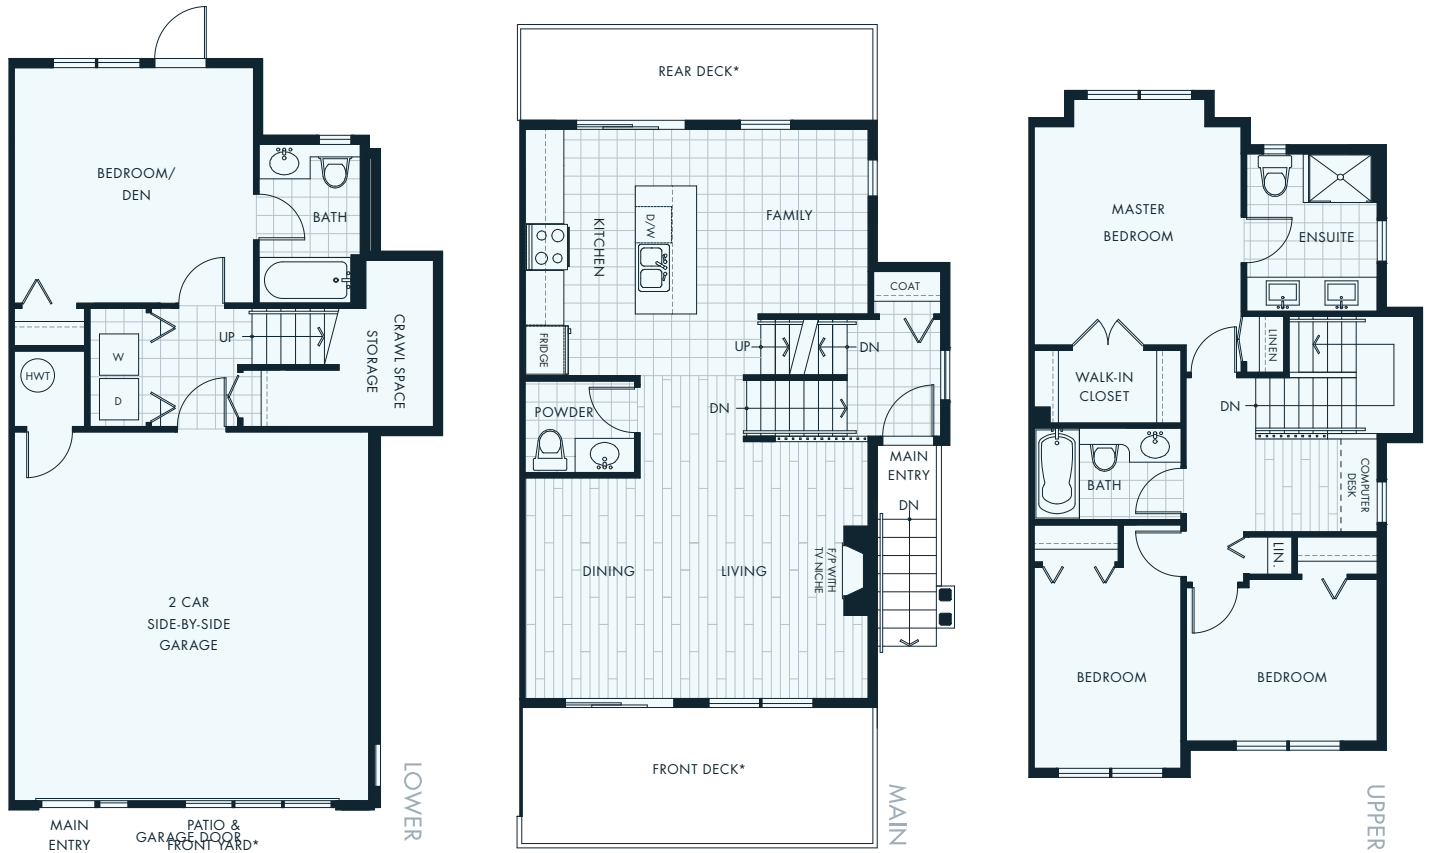 BEDROOM/
DEN
BATH
UP
W
D
HWT
CRAWL SPACE
STORAGE
2 CAR
SIDE-BY-SIDE
GARAGE
MAIN
ENTRY
GARAGE DOOR
PATIO &
FRONT YARD*
LOWER
REAR DECK*
KITCHEN
D/W
FAMILY
COAT
FRIDGE
UP
DN
DN
POWDER
MAIN
ENTRY
DN
DINING
LIVING
F/P WITH
TV NICHE
FRONT DECK*
MAIN
MASTER
BEDROOM
ENSUITE
LINEN
WALK-IN
CLOSET
DN
BATH
COMPUTER
DESK
LIN.
BEDROOM
BEDROOM
UPPER